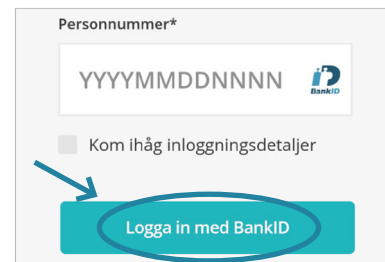 Personnummer*
YYYYMMDDNNNN
BankID
Kom ihåg inloggningsdetaljer
Logga in med BankID